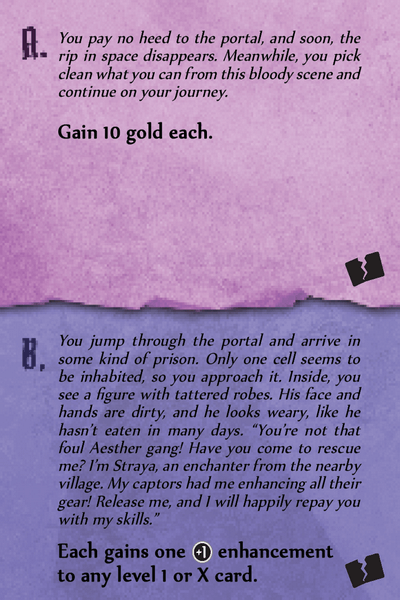 A.
You pay no heed to the portal, and soon, the
rip in space disappears. Meanwhile, you pick
clean what you can from this bloody scene and
continue on your journey.
Gain 10 gold each.
B.
You jump through the portal and arrive in
some kind of prison. Only one cell seems to
be inhabited, so you approach it. Inside, you
see a figure with tattered robes. His face and
hands are dirty, and he looks weary, like he
hasn't eaten in many days. “You're not that
foul Aesther gang! Have you come to rescue
me? I'm Straya, an enchanter from the nearby
village. My captors had me enhancing all their
gear! Release me, and I will happily repay you
with my skills.”
Each gains one +1 enhancement
to any level 1 or X card.